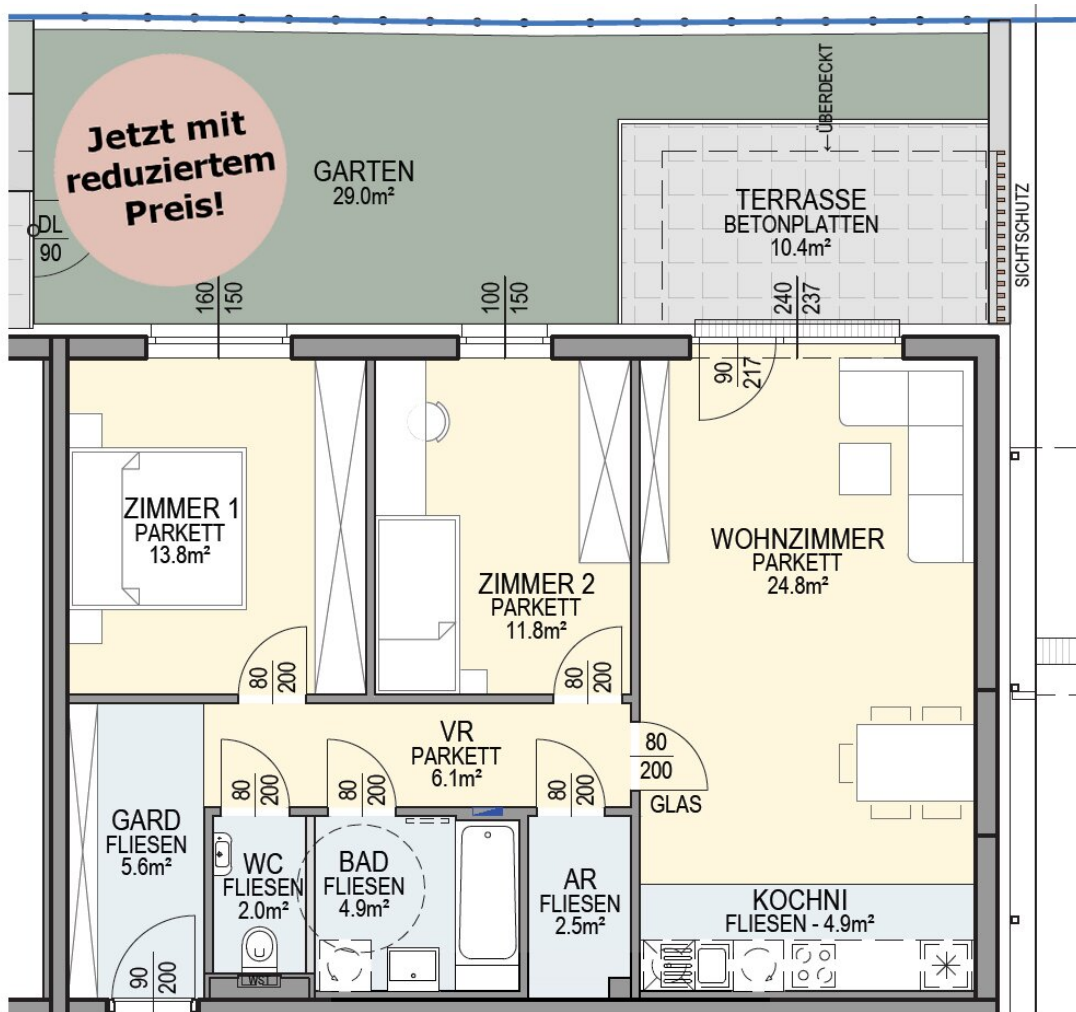 Jetzt mit
reduziertem
Preis!
GARTEN
29.0m²
ÜBERDECKT
TERRASSE
BETONPLATTEN
10.4m²
SICHTSCHUTZ
DL
90
160
150
100
150
240
237
90
217
ZIMMER 1
PARKETT
13.8m²
ZIMMER 2
PARKETT
11.8m²
WOHNZIMMER
PARKETT
24.8m²
80
200
80
200
VR
PARKETT
6.1m²
80
200
GLAS
80
200
80
200
80
200
GARD
FLIESEN
5.6m²
WC
FLIESEN
2.0m²
BAD
FLIESEN
4.9m²
AR
FLIESEN
2.5m²
KOCHNI
FLIESEN - 4.9m²
90
200
WST